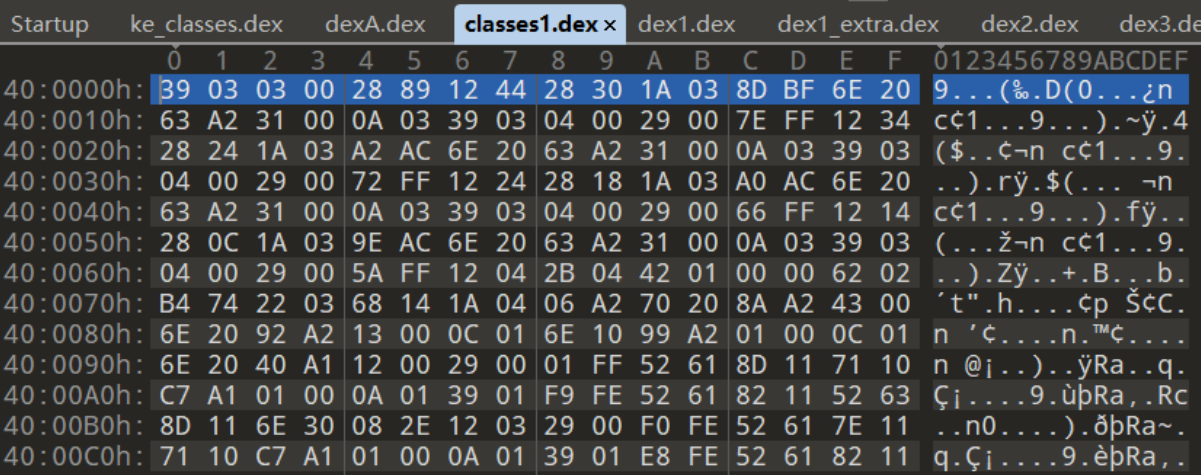 Startup ke_classes.dex dexA.dex classes1.dex × dex1.dex dex1_extra.dex dex2.dex dex3.de
0 1 2 3 4 5 6 7 8 9 A B C D E F 0123456789ABCDEF
40:0000h: 39 03 03 00 28 89 12 44 28 30 1A 03 8D BF 6E 20 9...(‰.D(0...¿n
40:0010h: 63 A2 31 00 0A 03 39 03 04 00 29 00 7E FF 12 34 c¢1...9...).~ÿ.4
40:0020h: 28 24 1A 03 A2 AC 6E 20 63 A2 31 00 0A 03 39 03 ($..¢¬n c¢1...9.
40:0030h: 04 00 29 00 72 FF 12 24 28 18 1A 03 A0 AC 6E 20 ..).rÿ.$(... ¬n
40:0040h: 63 A2 31 00 0A 03 39 03 04 00 29 00 66 FF 12 14 c¢1...9...).fÿ..
40:0050h: 28 0C 1A 03 9E AC 6E 20 63 A2 31 00 0A 03 39 03 (...ž¬n c¢1...9.
40:0060h: 04 00 29 00 5A FF 12 04 2B 04 42 01 00 00 62 02 ..).Zÿ..+.B...b.
40:0070h: B4 74 22 03 68 14 1A 04 06 A2 70 20 8A A2 43 00 ´t".h....¢p Š¢C.
40:0080h: 6E 20 92 A2 13 00 0C 01 6E 10 99 A2 01 00 0C 01 n ’¢....n.™¢....
40:0090h: 6E 20 40 A1 12 00 29 00 01 FF 52 61 8D 11 71 10 n @¡..)..ÿRa..q.
40:00A0h: C7 A1 01 00 0A 01 39 01 F9 FE 52 61 82 11 52 63 Ç¡....9.ùþRa‚.Rc
40:00B0h: 8D 11 6E 30 08 2E 12 03 29 00 F0 FE 52 61 7E 11 ..n0....).ðþRa~.
40:00C0h: 71 10 C7 A1 01 00 0A 01 39 01 E8 FE 52 61 82 11 q.Ç¡....9.èþRa‚.